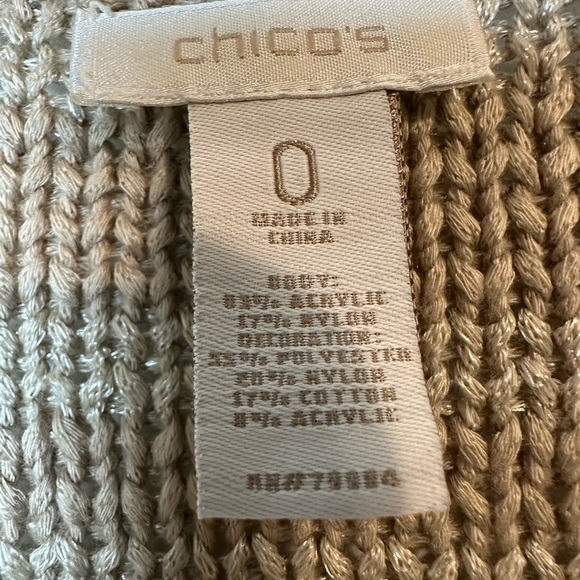 chico's
0
MADE IN
CHINA
BODY:
83% ACRYLIC
17% NYLON
DECORATION:
55% POLYESTER
20% NYLON
17% COTTON
8% ACRYLIC